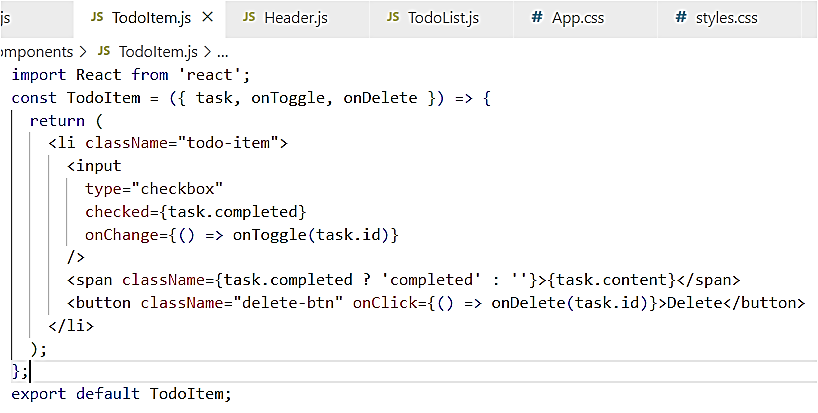 js JS TodoItem.js × JS Header.js JS TodoList.js # App.css # styles.css
omponents > JS TodoItem.js > ...
import React from 'react';
const TodoItem = ({ task, onToggle, onDelete }) => {
  return (
    <li className="todo-item">
      <input
        type="checkbox"
        checked={task.completed}
        onChange={() => onToggle(task.id)}
      />
      <span className={task.completed ? 'completed' : ''}>{task.content}</span>
      <button className="delete-btn" onClick={() => onDelete(task.id)}>Delete</button>
    </li>
  );
};
export default TodoItem;